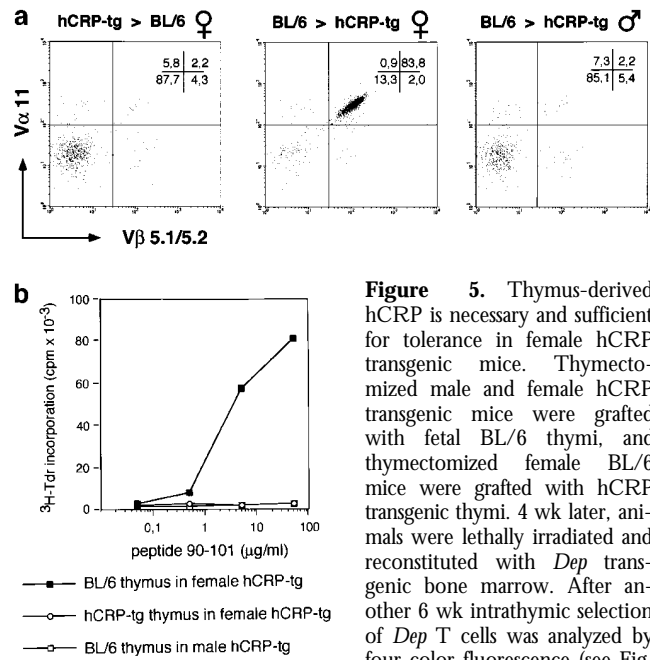 a
hCRP-tg > BL/6 ♀
BL/6 > hCRP-tg ♀
BL/6 > hCRP-tg ♂
5,8 2,2
87,7 4,3
0,9 83,8
13,3 2,0
7,3 2,2
85,1 5,4
Vα 11
Vβ 5.1/5.2
b
³H-Tdr incorporation (cpm x 10⁻³)
100
80
60
40
20
0
0,1 1 10 100
peptide 90-101 (µg/ml)
BL/6 thymus in female hCRP-tg
hCRP-tg thymus in female hCRP-tg
BL/6 thymus in male hCRP-tg
Figure 5. Thymus-derived
hCRP is necessary and sufficient
for tolerance in female hCRP
transgenic mice. Thymecto-
mized male and female hCRP
transgenic mice were grafted
with fetal BL/6 thymi, and
thymectomized female BL/6
mice were grafted with hCRP
transgenic thymi. 4 wk later, ani-
mals were lethally irradiated and
reconstituted with Dep trans-
genic bone marrow. After an-
other 6 wk intrathymic selection
of Dep T cells was analyzed by
four color fluorescence (see Fig.